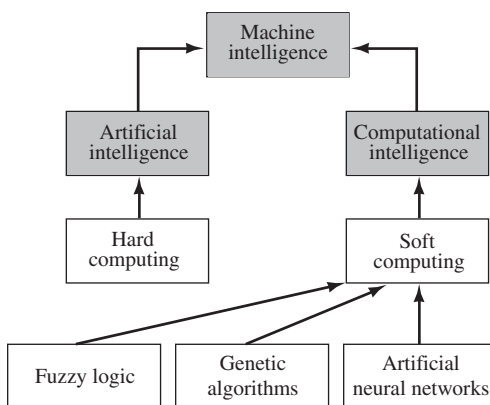 Machine
intelligence
Artificial
intelligence
Computational
intelligence
Hard
computing
Soft
computing
Fuzzy logic
Genetic
algorithms
Artificial
neural networks